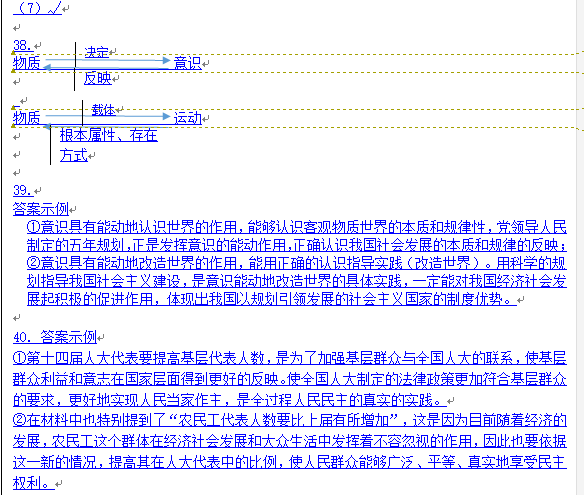 （7）√
38.
决定
物质 意识
反映
载体
物质 运动
根本属性、存在
方式
39.
答案示例
①意识具有能动地认识世界的作用，能够认识客观物质世界的本质和规律性，党领导人民
制定的五年规划，正是发挥意识的能动作用，正确认识我国社会发展的本质和规律的反映；
②意识具有能动地改造世界的作用，能用正确的认识指导实践（改造世界）。用科学的规
划指导我国社会主义建设，是意识能动地改造世界的具体实践，一定能对我国经济社会发
展起积极的促进作用，体现出我国以规划引领发展的社会主义国家的制度优势。
40. 答案示例
①第十四届人大代表要提高基层代表人数，是为了加强基层群众与全国人大的联系，使基层
群众利益和意志在国家层面得到更好的反映。使全国人大制定的法律政策更加符合基层群众
的要求，更好地实现人民当家作主，是全过程人民民主的真实的实践。
②在材料中也特别提到了“农民工代表人数要比上届有所增加”，这是因为目前随着经济的
发展，农民工这个群体在经济社会发展和大众生活中发挥着不容忽视的作用，因此也要依据
这一新的情况，提高其在人大代表中的比例，使人民群众能够广泛、平等、真实地享受民主
权利。